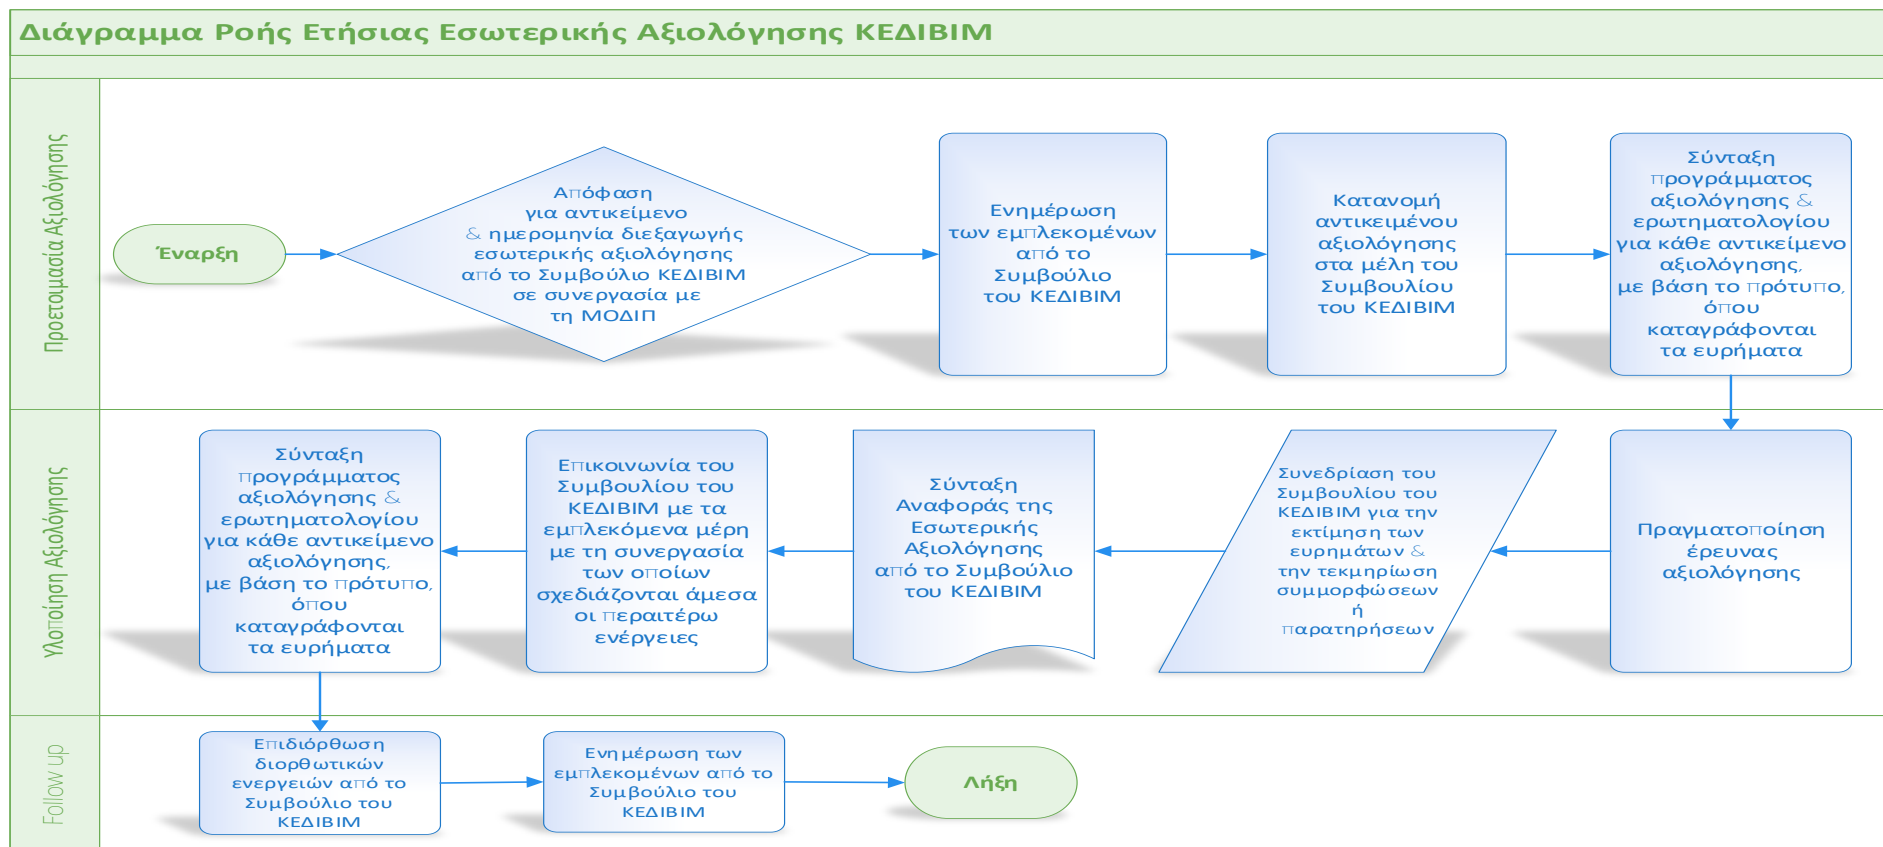 Διάγραμμα Ροής Ετήσιας Εσωτερικής Αξιολόγησης ΚΕΔΙΒΙΜ
Προετοιμασία Αξιολόγησης
Έναρξη
Απόφαση
για αντικείμενο
& ημερομηνία διεξαγωγής
εσωτερικής αξιολόγησης
από το Συμβούλιο ΚΕΔΙΒΙΜ
σε συνεργασία με
τη ΜΟΔΙΠ
Ενημέρωση
των εμπλεκομένων
από το
Συμβούλιο
του ΚΕΔΙΒΙΜ
Κατανομή
αντικειμένου
αξιολόγησης
στα μέλη του
Συμβουλίου
του ΚΕΔΙΒΙΜ
Σύνταξη
προγράμματος
αξιολόγησης &
ερωτηματολογίου
για κάθε αντικείμενο
αξιολόγησης,
με βάση το πρότυπο,
όπου
καταγράφονται
τα ευρήματα
Υλοποίηση Αξιολόγησης
Πραγματοποίηση
έρευνας
αξιολόγησης
Συνεδρίαση του
Συμβουλίου του
ΚΕΔΙΒΙΜ για την
εκτίμηση των
ευρημάτων &
την τεκμηρίωση
συμμορφώσεων
ή
παρατηρήσεων
Σύνταξη
Αναφοράς της
Εσωτερικής
Αξιολόγησης
από το Συμβούλιο
του ΚΕΔΙΒΙΜ
Επικοινωνία του
Συμβουλίου του
ΚΕΔΙΒΙΜ με τα
εμπλεκόμενα μέρη
με τη συνεργασία
των οποίων
σχεδιάζονται άμεσα
οι περαιτέρω
ενέργειες
Σύνταξη
προγράμματος
αξιολόγησης &
ερωτηματολογίου
για κάθε αντικείμενο
αξιολόγησης,
με βάση το πρότυπο,
όπου
καταγράφονται
τα ευρήματα
Follow up
Επιδιόρθωση
διορθωτικών
ενεργειών από το
Συμβούλιο του
ΚΕΔΙΒΙΜ
Ενημέρωση των
εμπλεκομένων από το
Συμβούλιο του
ΚΕΔΙΒΙΜ
Λήξη